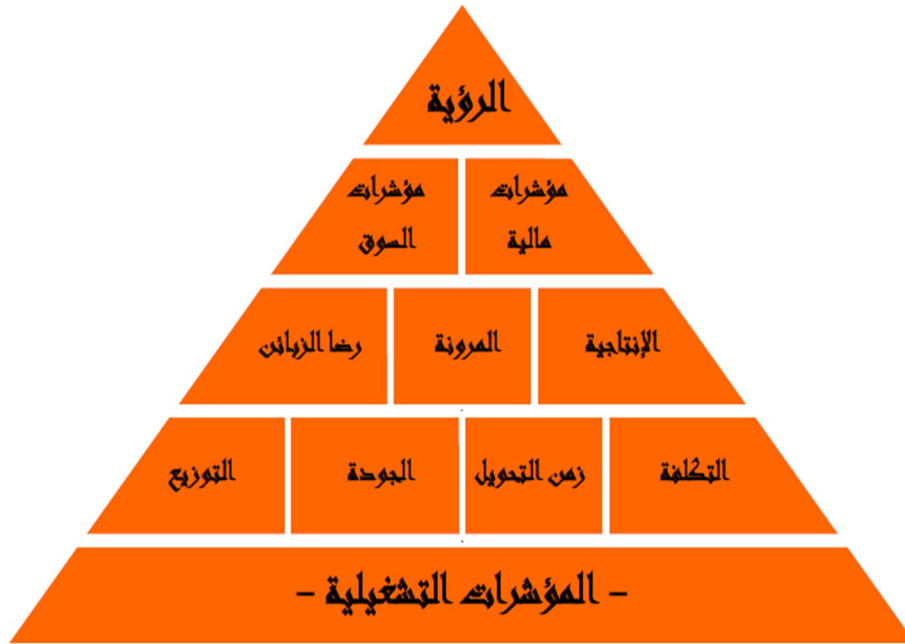 الرؤية
مؤشرات
مالية
مؤشرات
السوق
الإنتاجية
المرونة
رضا الزبائن
التكلفة
زمن التحويل
الجودة
التوزيع
- المؤشرات التشغيلية -